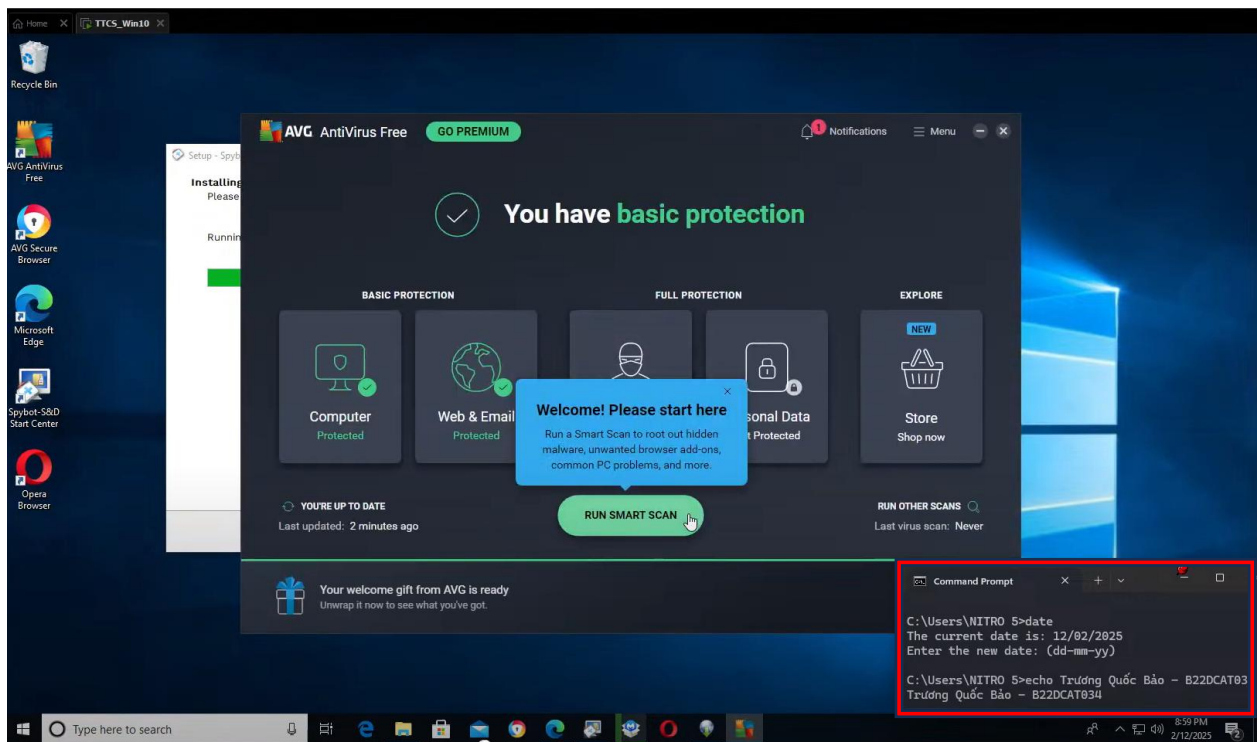 Home
TTCS_Win10
Recycle Bin
AVG AntiVirus
Free
AVG Secure
Browser
Microsoft
Edge
Spybot-S&D
Start Center
Opera
Browser
Setup - Spyb
Installing
Please
Runnin
AVG AntiVirus Free
GO PREMIUM
1
Notifications
Menu
You have basic protection
BASIC PROTECTION
FULL PROTECTION
EXPLORE
NEW
Computer
Protected
Web & Email
Protected
sonal Data
t Protected
Store
Shop now
Welcome! Please start here
Run a Smart Scan to root out hidden
malware, unwanted browser add-ons,
common PC problems, and more.
YOU'RE UP TO DATE
Last updated: 2 minutes ago
RUN SMART SCAN
RUN OTHER SCANS
Last virus scan: Never
Your welcome gift from AVG is ready
Unwrap it now to see what you've got.
Command Prompt
C:\Users\NITRO 5>date
The current date is: 12/02/2025
Enter the new date: (dd-mm-yy)
C:\Users\NITRO 5>echo Trương Quốc Bảo - B22DCAT03
Trương Quốc Bảo - B22DCAT034
Type here to search
8:59 PM
2/12/2025
2